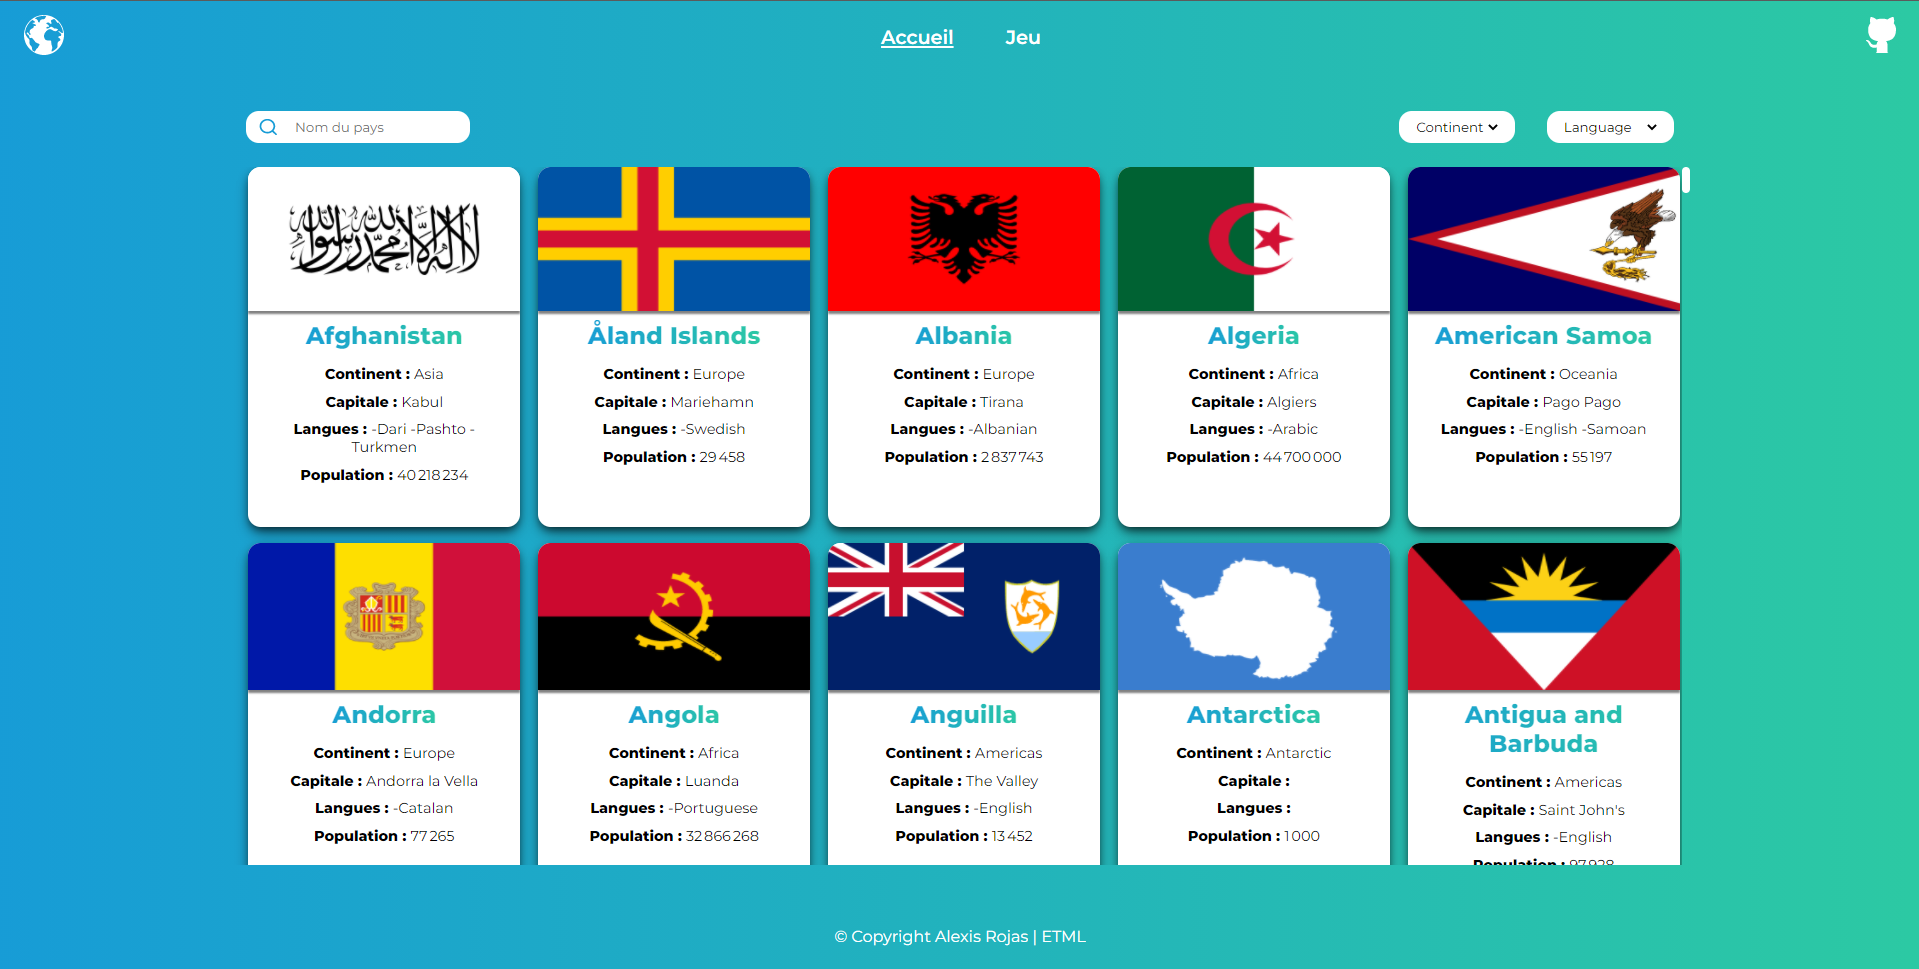 Accueil Jeu
Nom du pays
Continent
Language
لا إله إلا الله محمد رسول الله
Afghanistan
Continent : Asia
Capitale : Kabul
Langues : -Dari -Pashto -
Turkmen
Population : 40 218 234
Åland Islands
Continent : Europe
Capitale : Mariehamn
Langues : -Swedish
Population : 29 458
Albania
Continent : Europe
Capitale : Tirana
Langues : -Albanian
Population : 2 837 743
Algeria
Continent : Africa
Capitale : Algiers
Langues : -Arabic
Population : 44 700 000
American Samoa
Continent : Oceania
Capitale : Pago Pago
Langues : -English -Samoan
Population : 55 197
Andorra
Continent : Europe
Capitale : Andorra la Vella
Langues : -Catalan
Population : 77 265
Angola
Continent : Africa
Capitale : Luanda
Langues : -Portuguese
Population : 32 866 268
Anguilla
Continent : Americas
Capitale : The Valley
Langues : -English
Population : 13 452
Antarctica
Continent : Antarctic
Capitale :
Langues :
Population : 1 000
Antigua and
Barbuda
Continent : Americas
Capitale : Saint John's
Langues : -English
Population : 97 928
© Copyright Alexis Rojas | ETML